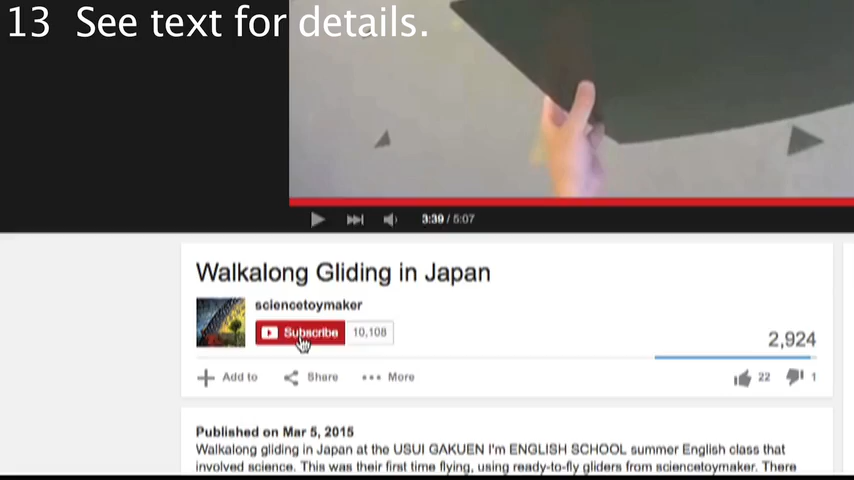 13 See text for details.
3:39 / 5:07
Walkalong Gliding in Japan
sciencetoymaker
Subscribe 10,108
2,924
Add to Share More 22 1
Published on Mar 5, 2015
Walkalong gliding in Japan at the USUI GAKUEN I'm ENGLISH SCHOOL summer English class that
involved science. This was their first time flying, using ready-to-fly gliders from sciencetoymaker. There